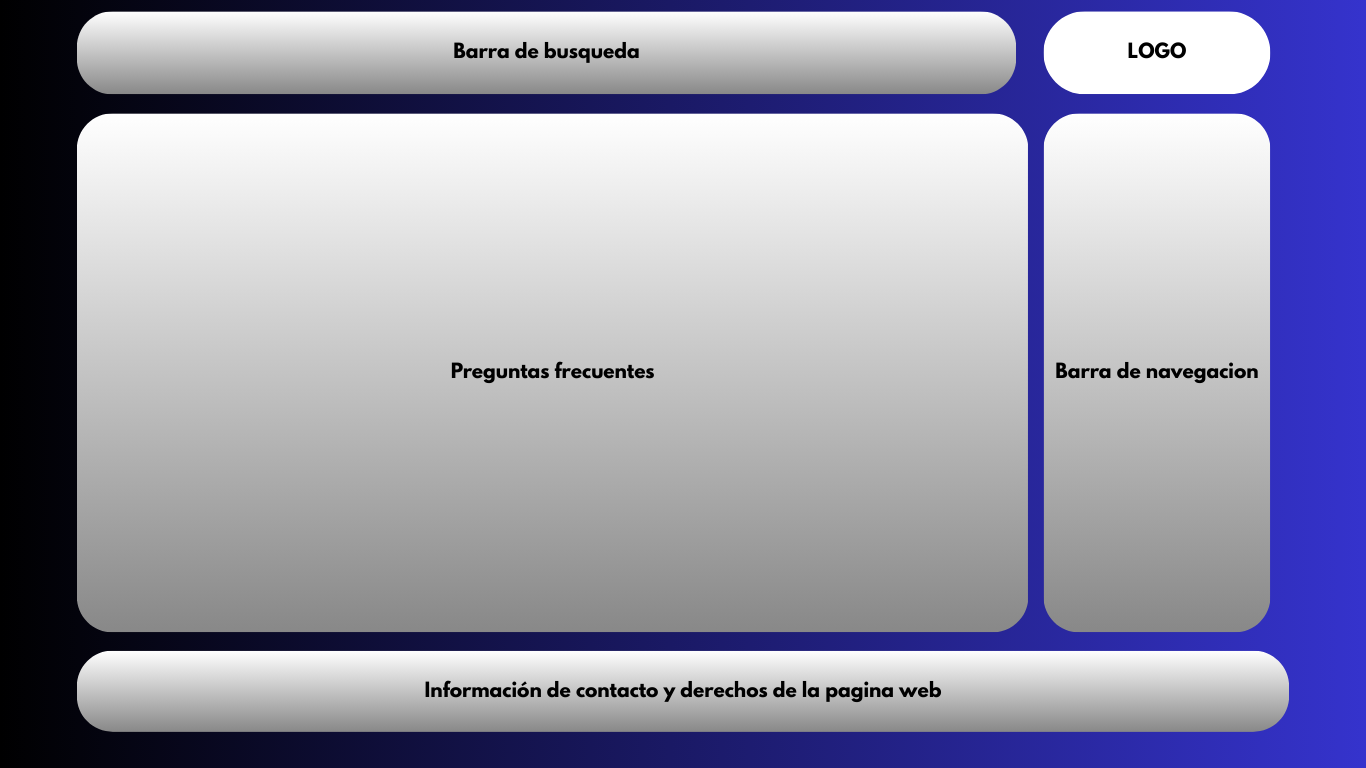 Barra de busqueda
LOGO
Preguntas frecuentes
Barra de navegacion
Información de contacto y derechos de la pagina web